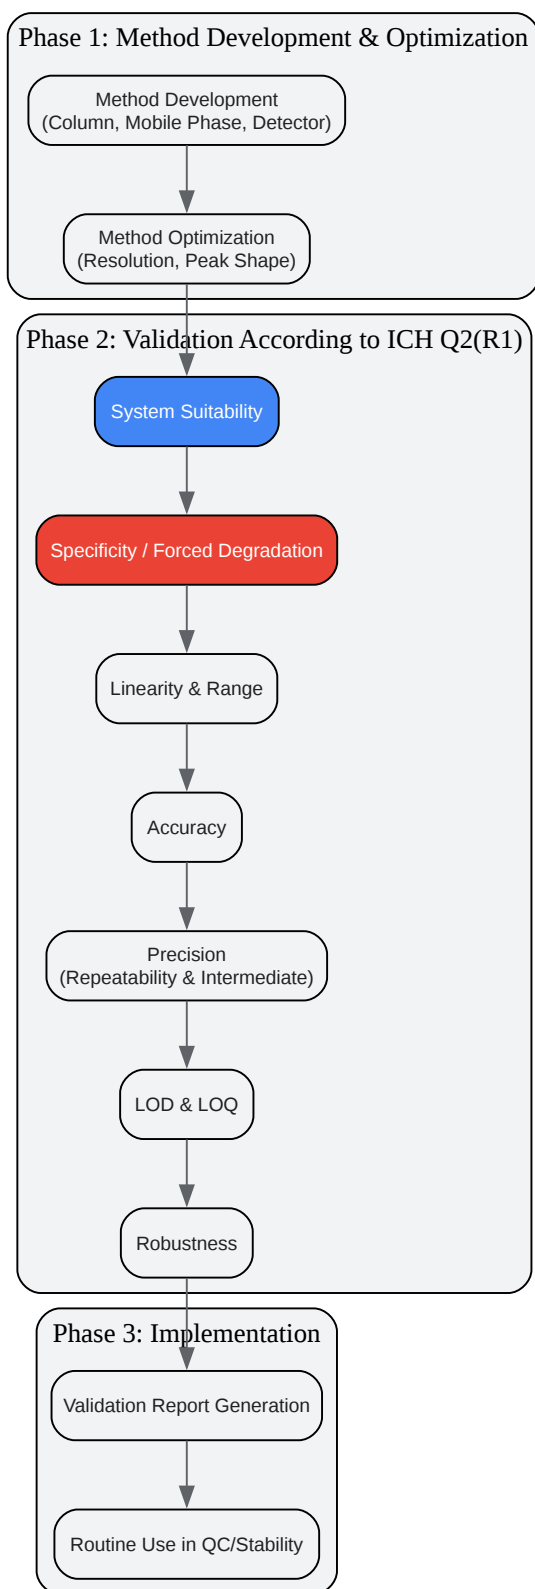 Phase 1: Method Development & Optimization
Method Development
(Column, Mobile Phase, Detector)
Method Optimization
(Resolution, Peak Shape)
Phase 2: Validation According to ICH Q2(R1)
System Suitability
Specificity / Forced Degradation
Linearity & Range
Accuracy
Precision
(Repeatability & Intermediate)
LOD & LOQ
Robustness
Phase 3: Implementation
Validation Report Generation
Routine Use in QC/Stability